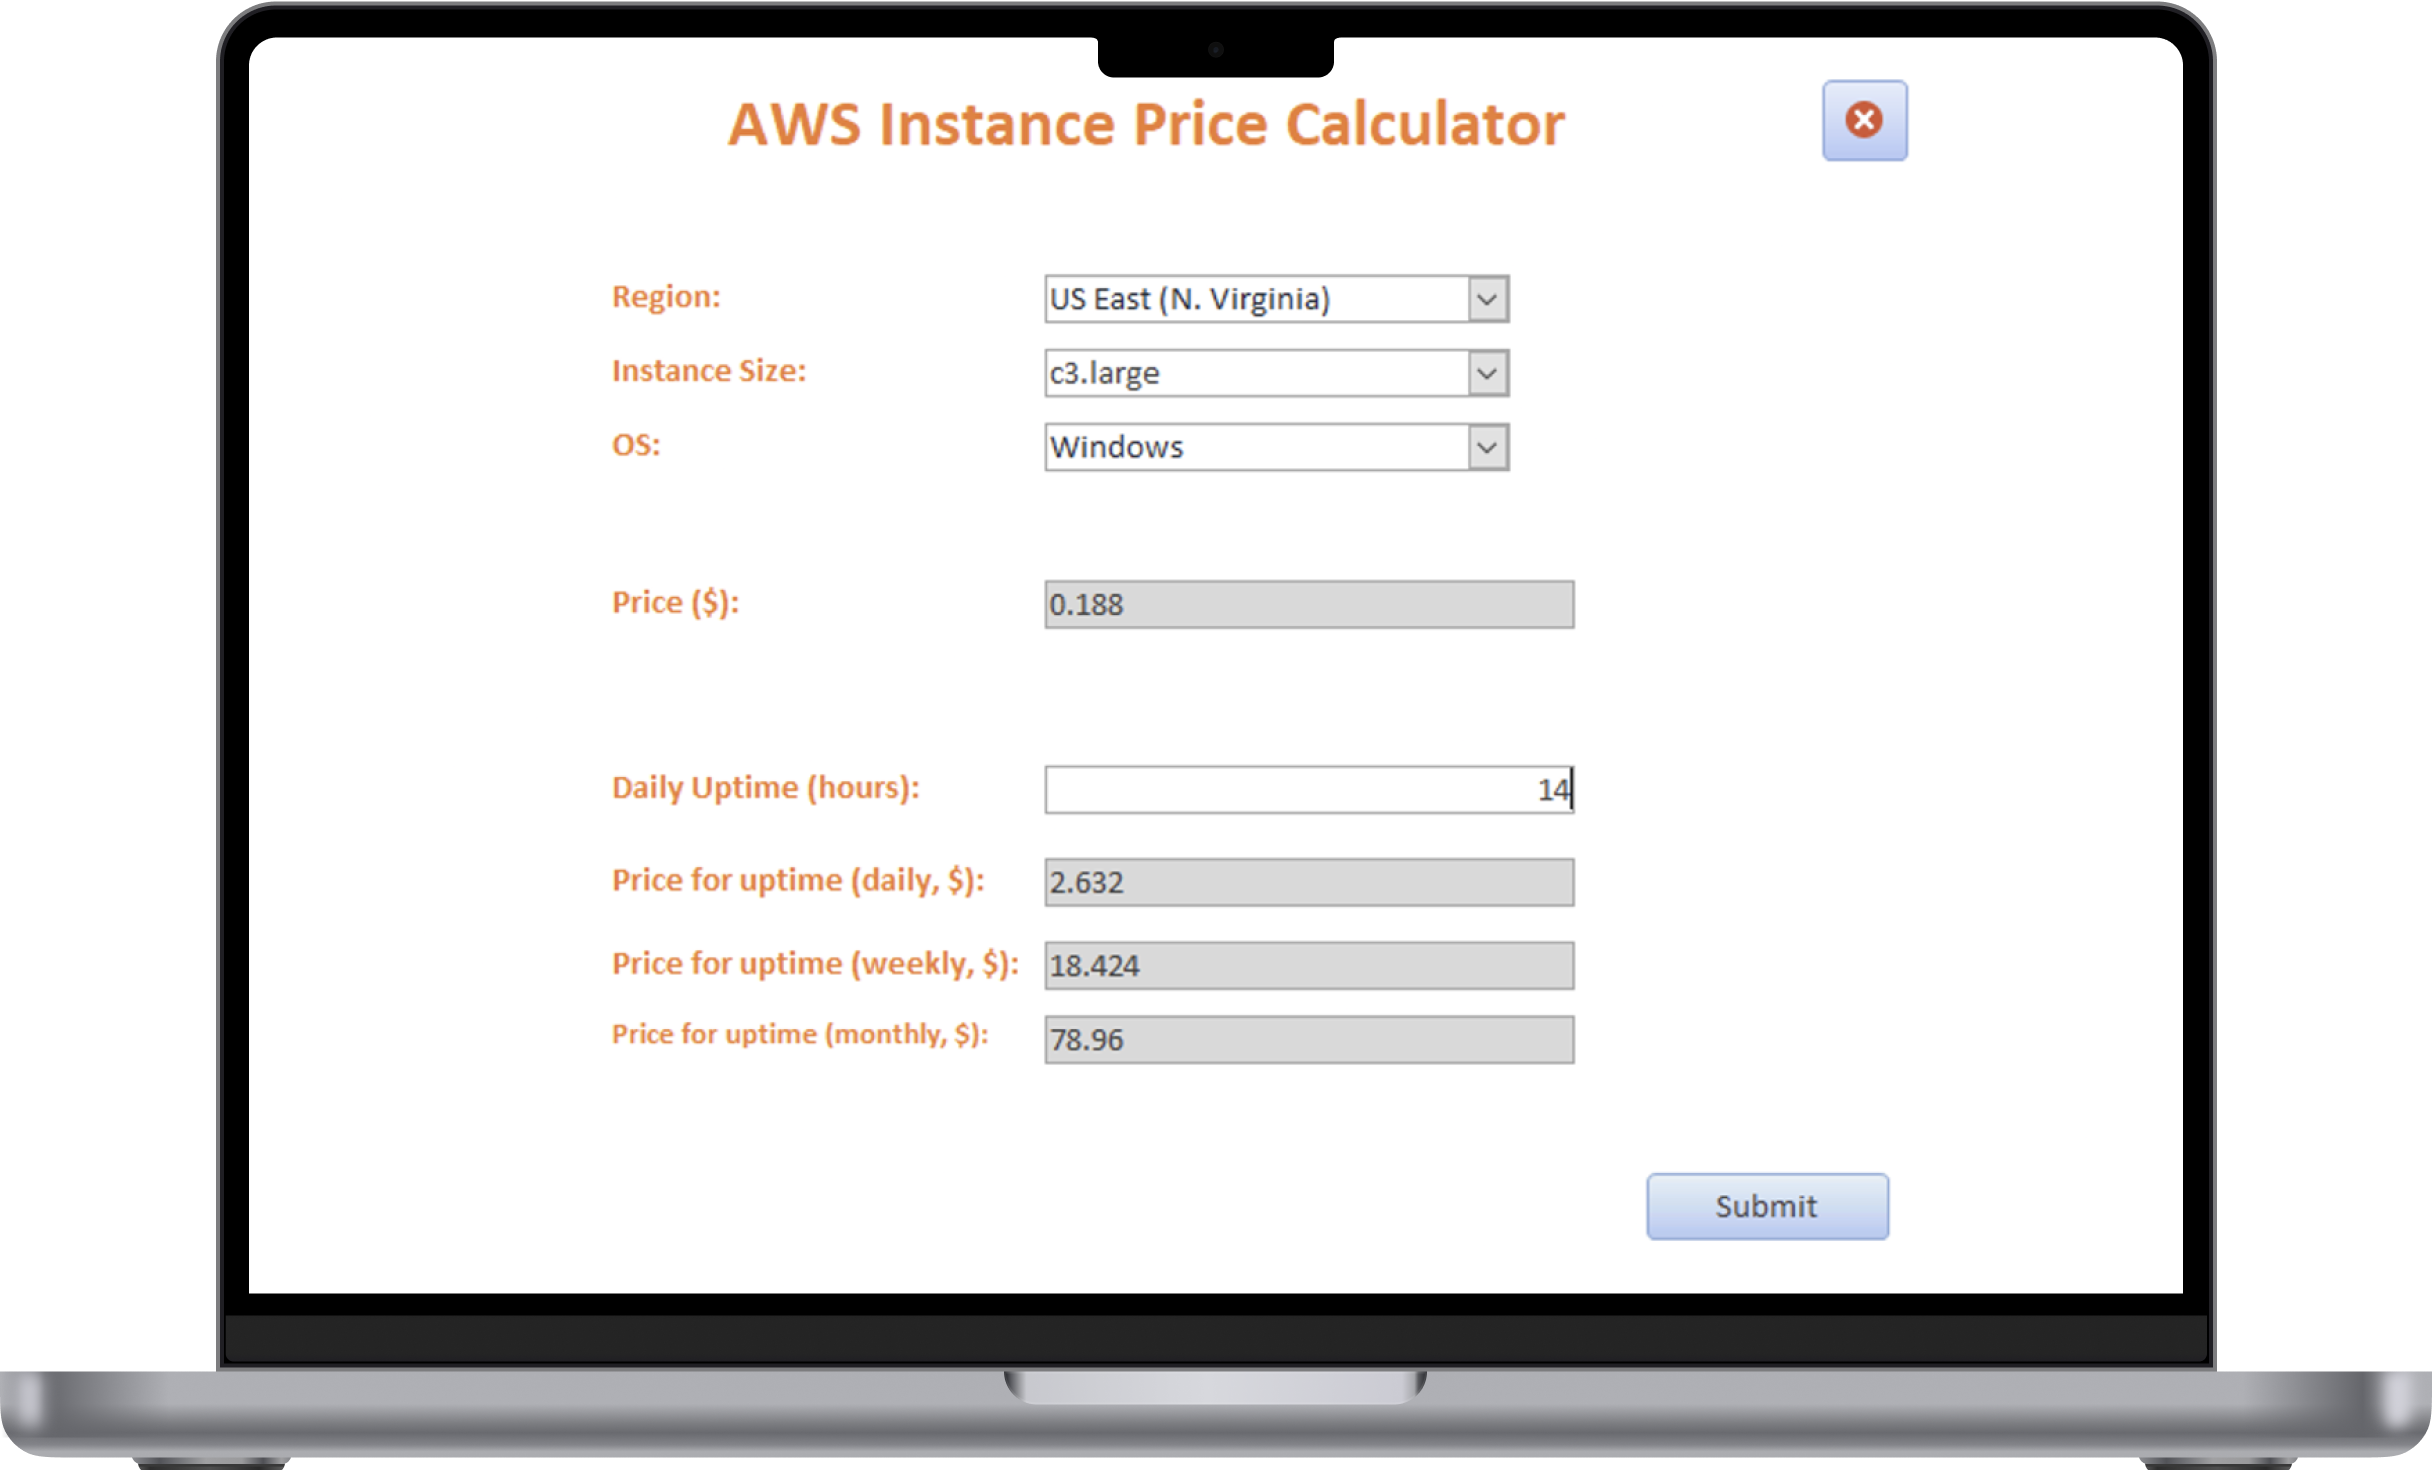 AWS Instance Price Calculator
Region: US East (N. Virginia)
Instance Size: c3.large
OS: Windows
Price ($): 0.188
Daily Uptime (hours): 14
Price for uptime (daily, $): 2.632
Price for uptime (weekly, $): 18.424
Price for uptime (monthly, $): 78.96
Submit